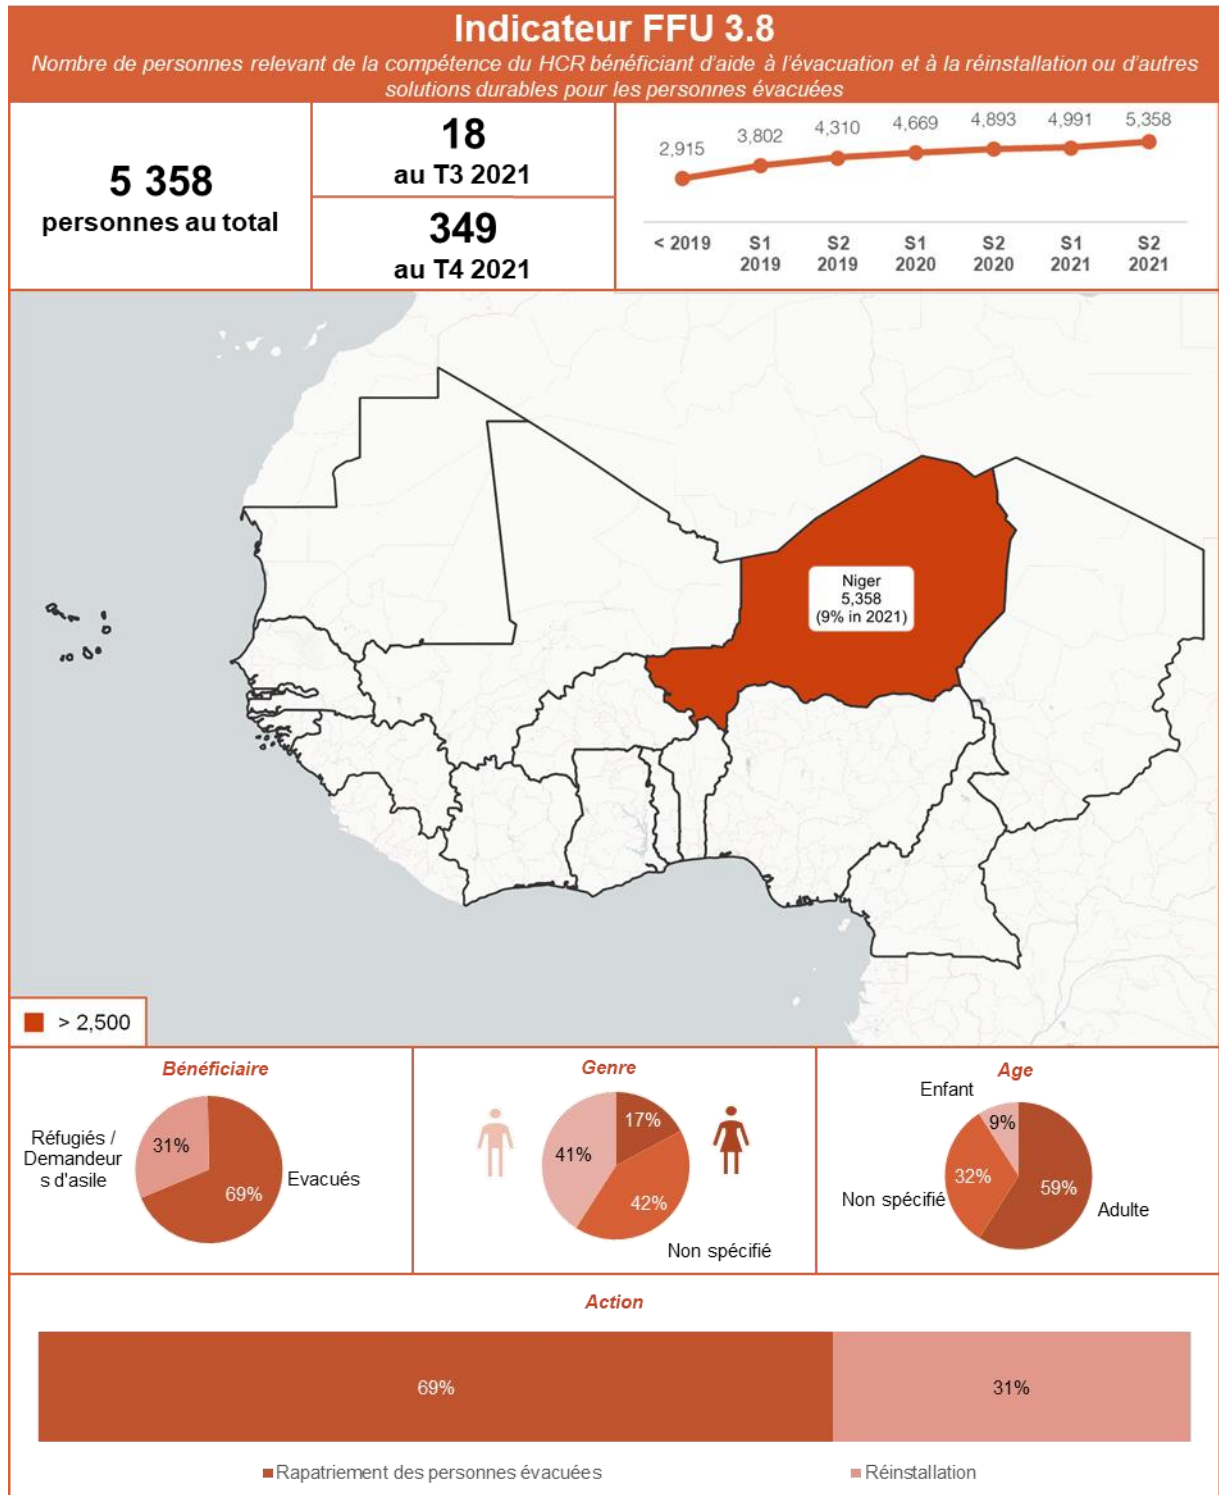 Indicateur FFU 3.8
Nombre de personnes relevant de la compétence du HCR bénéficiant d'aide à l'évacuation et à la réinstallation ou d'autres
solutions durables pour les personnes évacuées
5 358
personnes au total
18
au T3 2021
349
au T4 2021
2,915
3,802
4,310
4,669
4,893
4,991
5,358
< 2019
S1
2019
S2
2019
S1
2020
S2
2020
S1
2021
S2
2021
Niger
5,358
(9% in 2021)
> 2,500
Bénéficiaire
Réfugiés /
Demandeur
s d'asile
31%
69%
Evacués
Genre
17%
41%
42%
Non spécifié
Age
Enfant
9%
32%
59%
Non spécifié
Adulte
Action
69%
31%
Rapatriement des personnes évacuées
Réinstallation